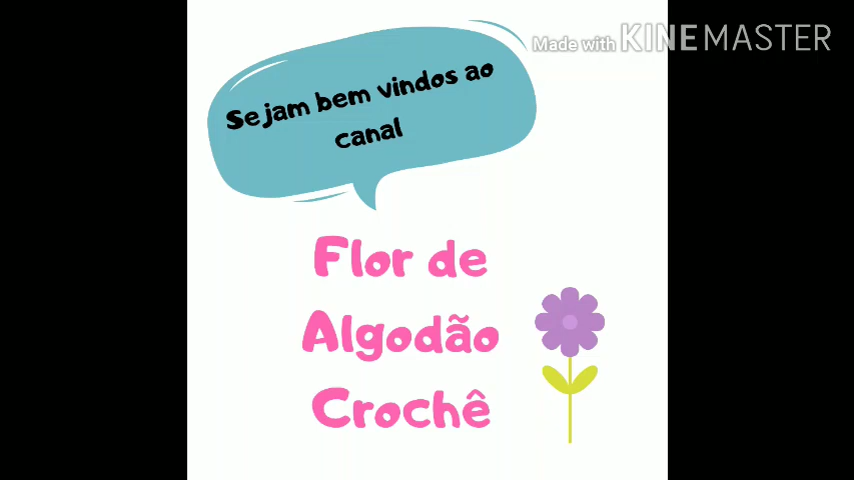 Made with KINEMASTER
Sejam bem vindos ao
canal
Flor de
Algodão
Crochê